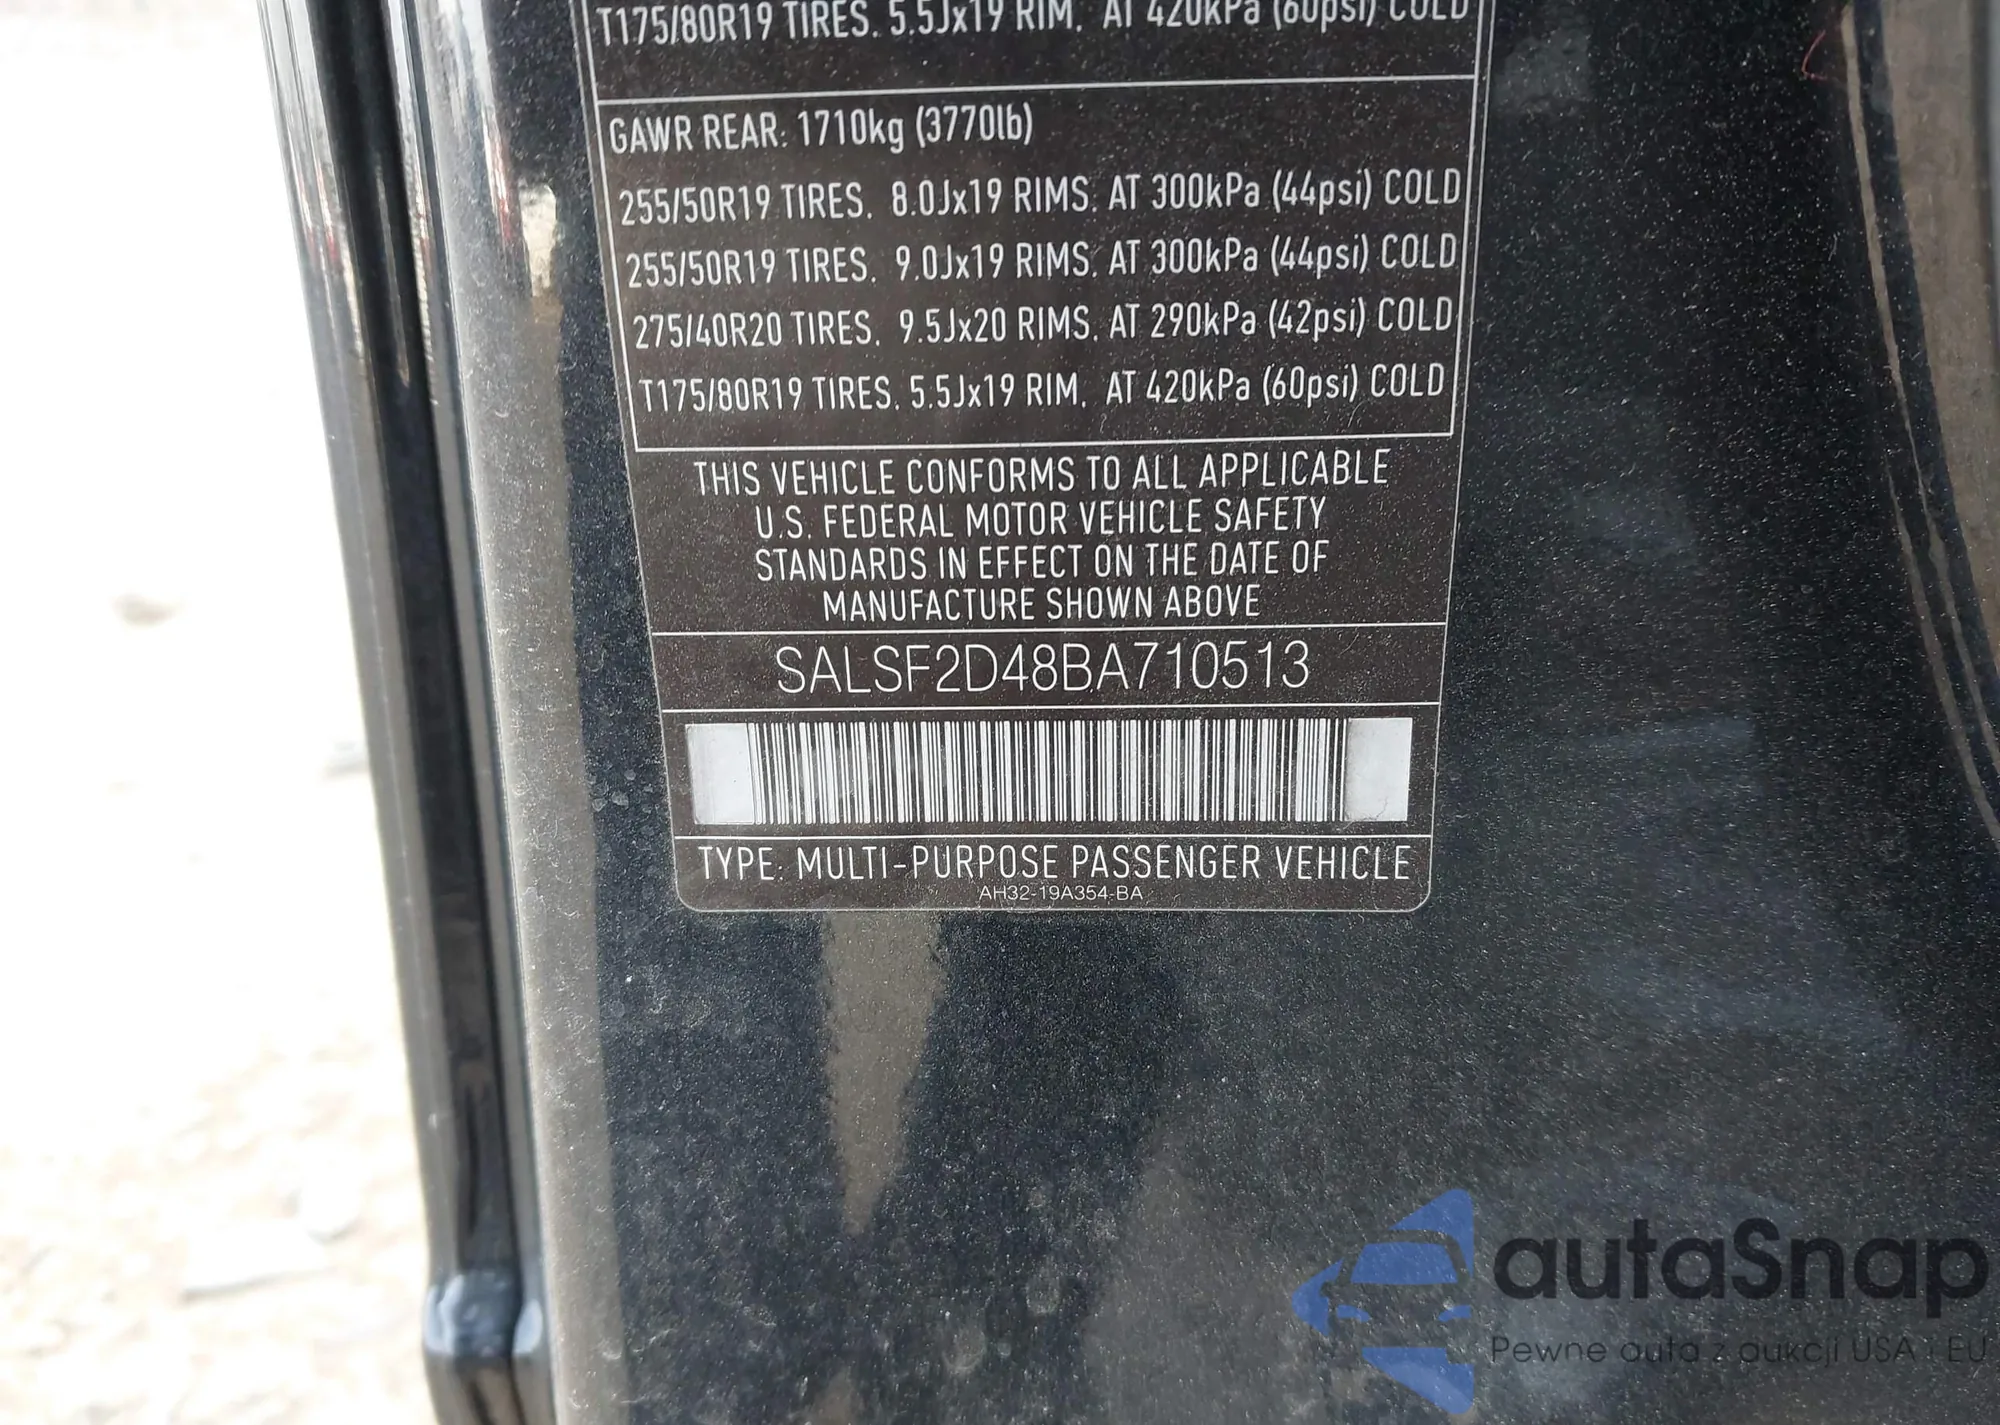 T175/80R19 TIRES. 5.5Jx19 RIM. AT 420kPa (60psi) COLD
GAWR REAR: 1710kg (3770lb)
255/50R19 TIRES. 8.0Jx19 RIMS. AT 300kPa (44psi) COLD
255/50R19 TIRES. 9.0Jx19 RIMS. AT 300kPa (44psi) COLD
275/40R20 TIRES. 9.5Jx20 RIMS. AT 290kPa (42psi) COLD
T175/80R19 TIRES. 5.5Jx19 RIM. AT 420kPa (60psi) COLD
THIS VEHICLE CONFORMS TO ALL APPLICABLE
U.S. FEDERAL MOTOR VEHICLE SAFETY
STANDARDS IN EFFECT ON THE DATE OF
MANUFACTURE SHOWN ABOVE
SALSF2D48BA710513
TYPE: MULTI-PURPOSE PASSENGER VEHICLE
AH32-19A354-BA
autaSnap
Pewne auta z aukcji USA i EU